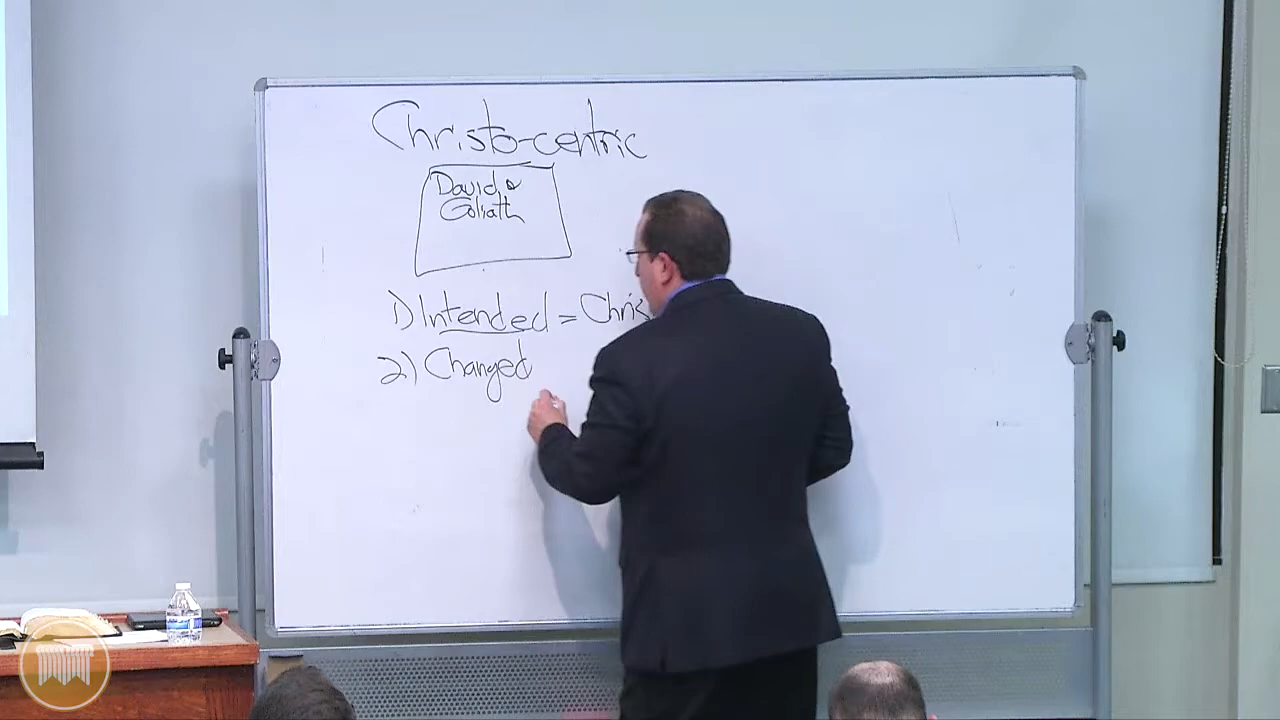 Christo-centric
David &
Goliath
1) Intended = Chris
2) Changed